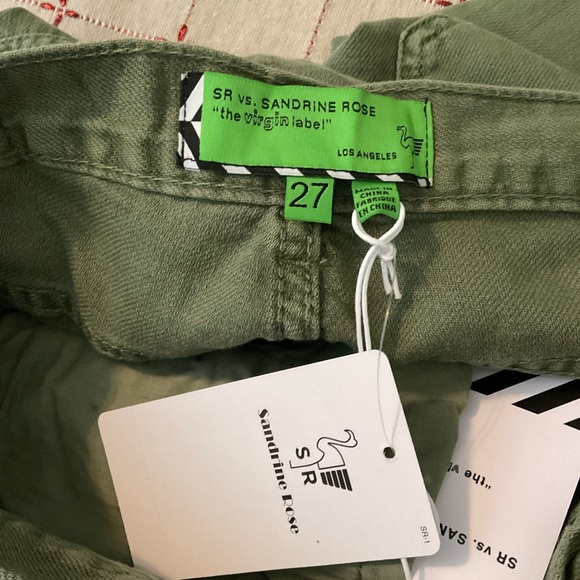 SR vs. SANDRINE ROSE
"the virgin label"
LOS ANGELES
27
MADE IN
CHINA
FABRIQUE
EN CHINA
SR
Sandrine Rose
SR-1
SR vs. SAN
"the vi